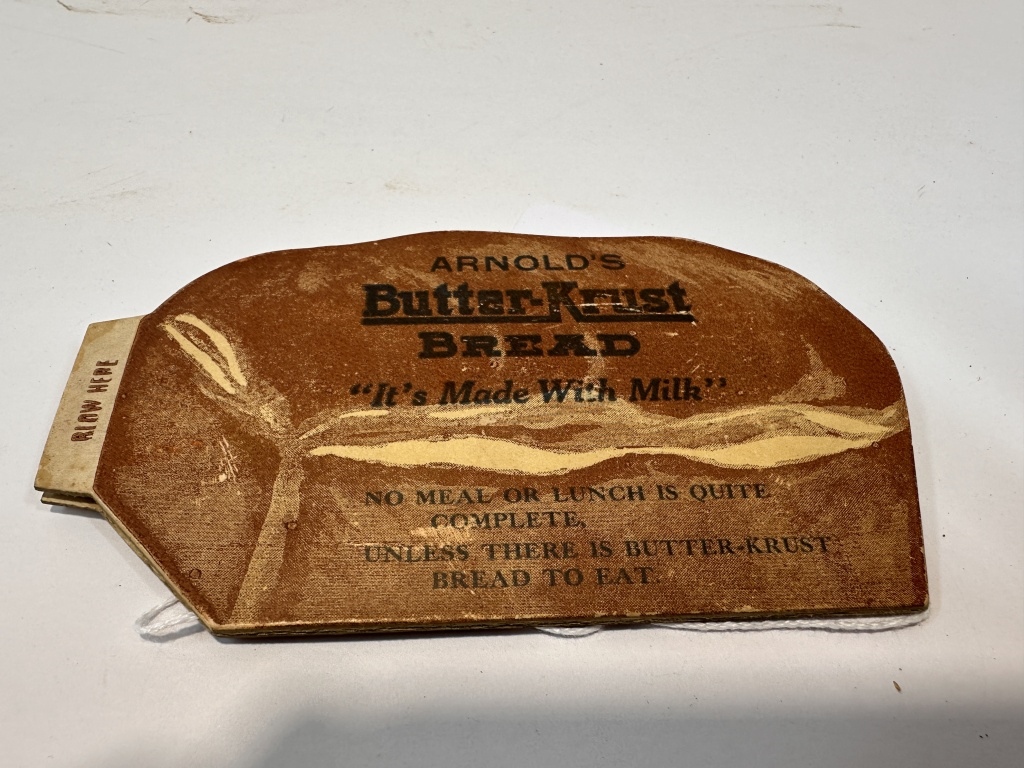 ARNOLD'S
Butter-Krust
BREAD
"It's Made With Milk"
NO MEAL OR LUNCH IS QUITE
COMPLETE,
UNLESS THERE IS BUTTER-KRUST
BREAD TO EAT.
BLOW HERE